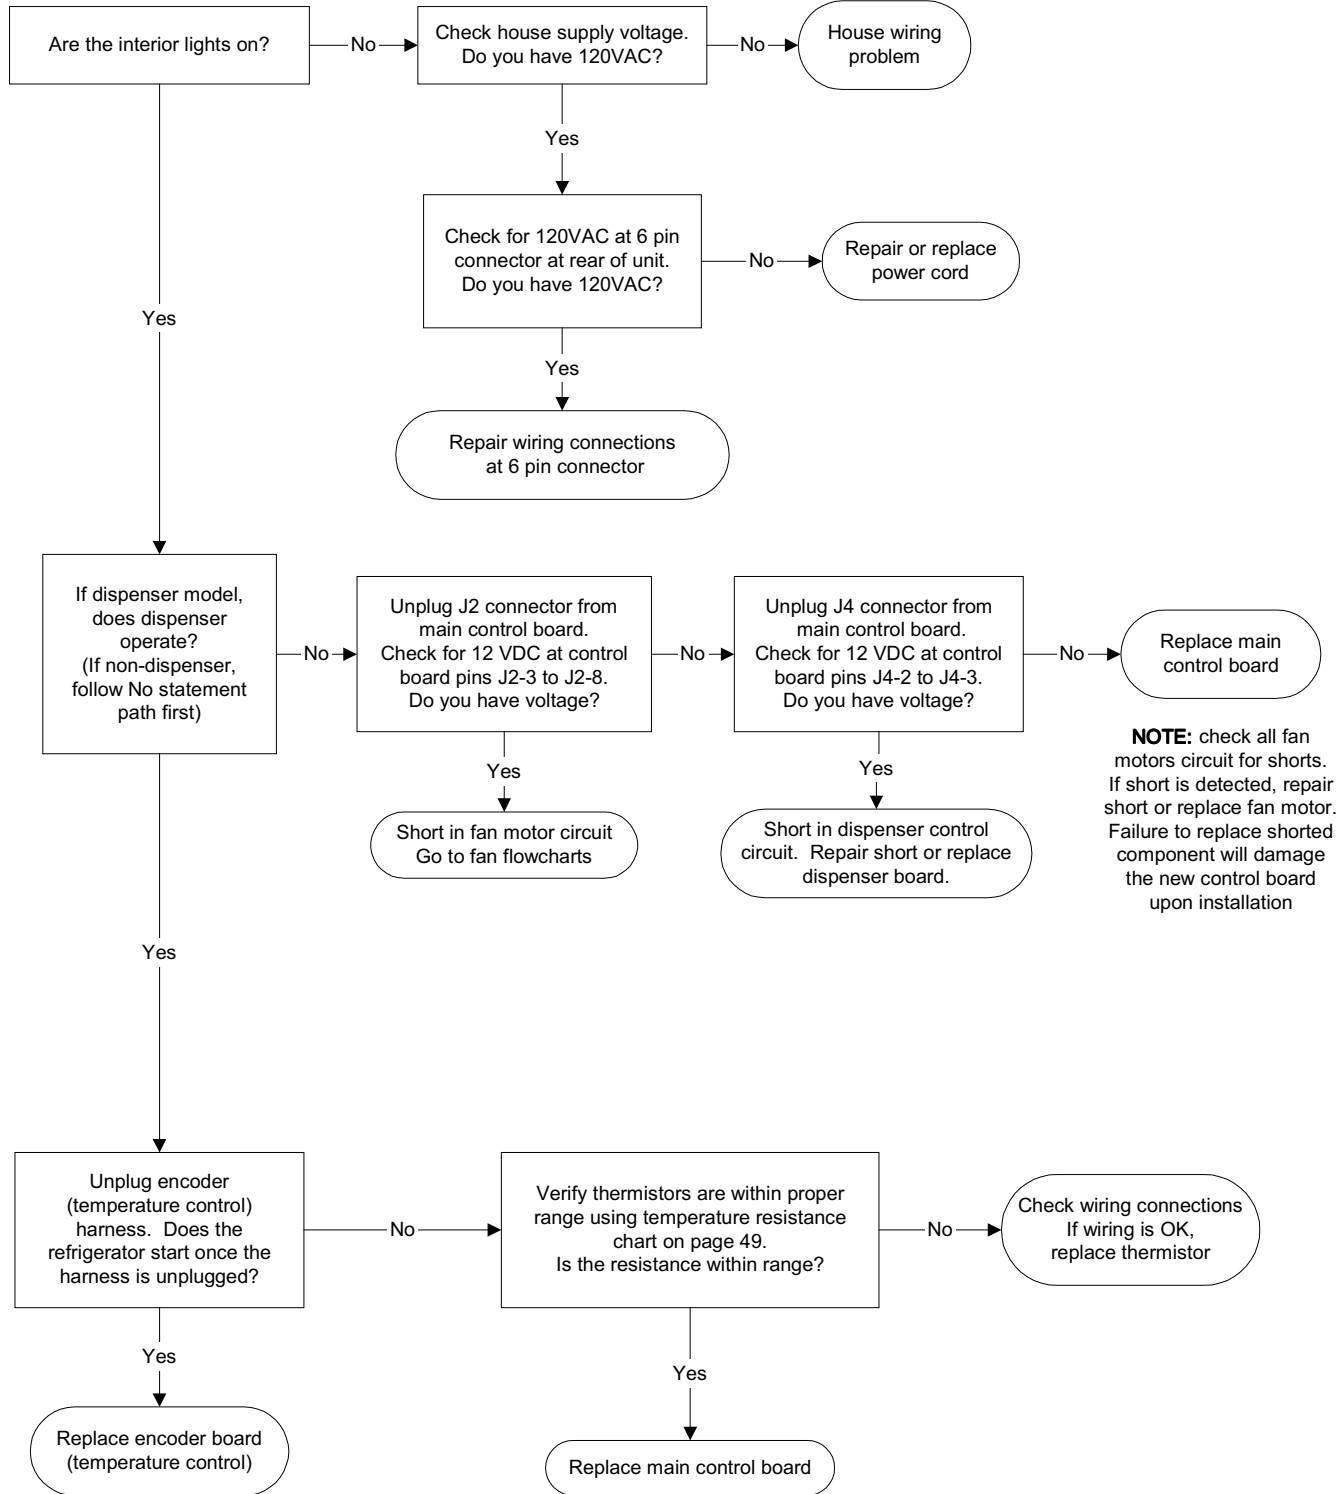 Are the interior lights on?
No
Check house supply voltage.
Do you have 120VAC?
No
House wiring
problem
Yes
Check for 120VAC at 6 pin
connector at rear of unit.
Do you have 120VAC?
No
Repair or replace
power cord
Yes
Yes
Repair wiring connections
at 6 pin connector
If dispenser model,
does dispenser
operate?
(If non-dispenser,
follow No statement
path first)
No
Unplug J2 connector from
main control board.
Check for 12 VDC at control
board pins J2-3 to J2-8.
Do you have voltage?
No
Unplug J4 connector from
main control board.
Check for 12 VDC at control
board pins J4-2 to J4-3.
Do you have voltage?
No
Replace main
control board
NOTE: check all fan
motors circuit for shorts.
If short is detected, repair
short or replace fan motor.
Failure to replace shorted
component will damage
the new control board
upon installation
Yes
Short in fan motor circuit
Go to fan flowcharts
Yes
Short in dispenser control
circuit.  Repair short or replace
dispenser board.
Yes
Unplug encoder
(temperature control)
harness.  Does the
refrigerator start once the
harness is unplugged?
No
Verify thermistors are within proper
range using temperature resistance
chart on page 49.
Is the resistance within range?
No
Check wiring connections
If wiring is OK,
replace thermistor
Yes
Replace encoder board
(temperature control)
Yes
Replace main control board